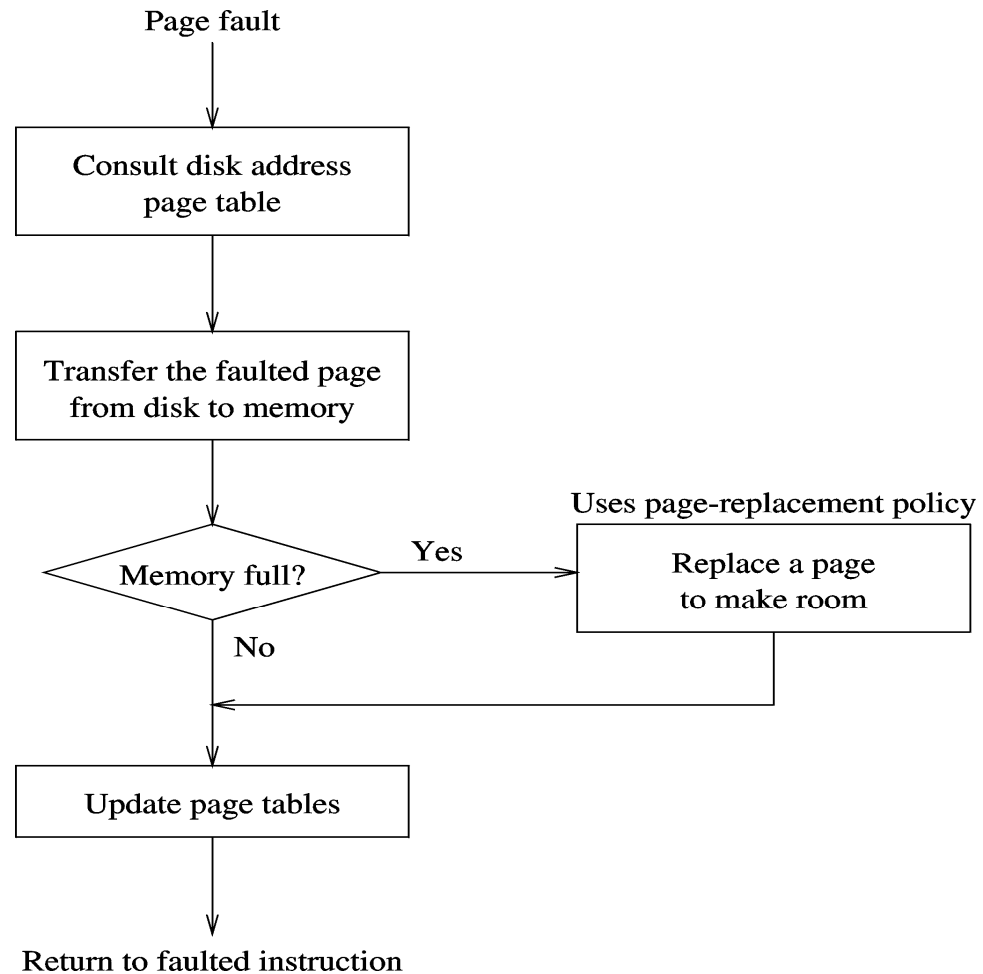 Page fault
Consult disk address
page table
Transfer the faulted page
from disk to memory
Memory full?
Yes
Uses page-replacement policy
Replace a page
to make room
No
Update page tables
Return to faulted instruction